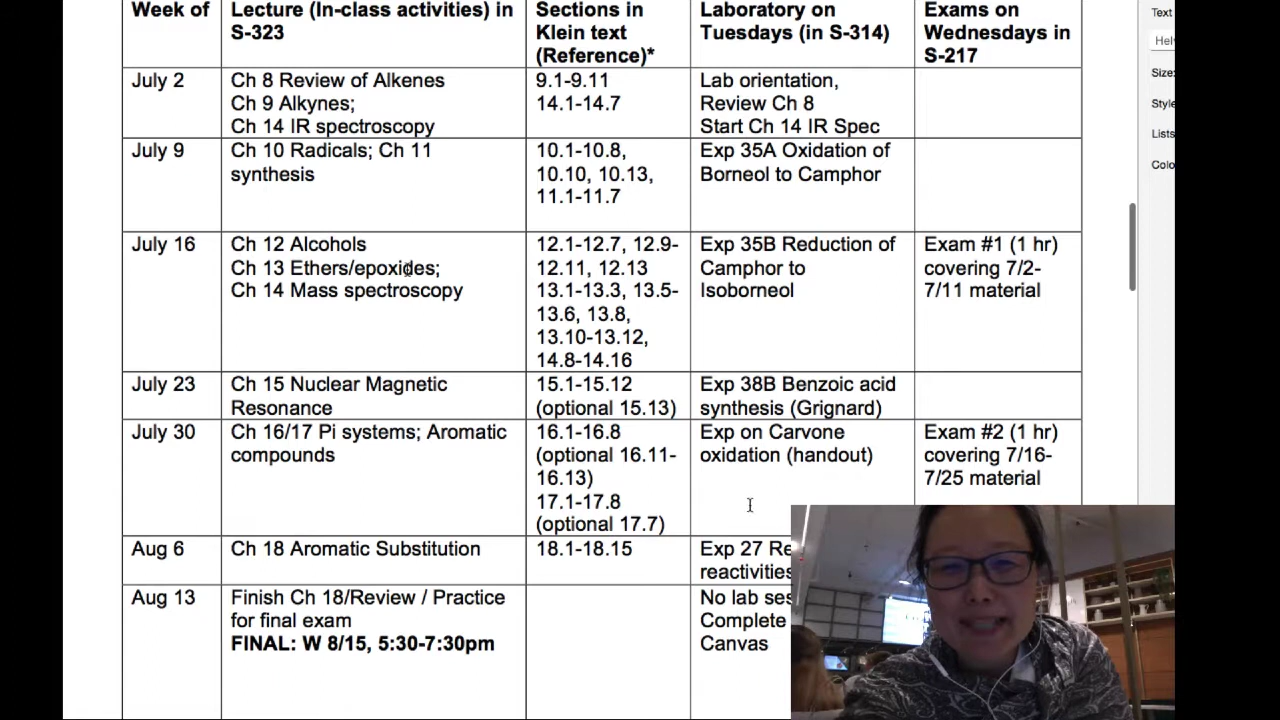 Week of
Lecture (In-class activities) in
S-323
Sections in
Klein text
(Reference)*
Laboratory on
Tuesdays (in S-314)
Exams on
Wednesdays in
S-217
July 2
Ch 8 Review of Alkenes
Ch 9 Alkynes;
Ch 14 IR spectroscopy
9.1-9.11
14.1-14.7
Lab orientation,
Review Ch 8
Start Ch 14 IR Spec
July 9
Ch 10 Radicals; Ch 11
synthesis
10.1-10.8,
10.10, 10.13,
11.1-11.7
Exp 35A Oxidation of
Borneol to Camphor
July 16
Ch 12 Alcohols
Ch 13 Ethers/epoxides;
Ch 14 Mass spectroscopy
12.1-12.7, 12.9-
12.11, 12.13
13.1-13.3, 13.5-
13.6, 13.8,
13.10-13.12,
14.8-14.16
Exp 35B Reduction of
Camphor to
Isoborneol
Exam #1 (1 hr)
covering 7/2-
7/11 material
July 23
Ch 15 Nuclear Magnetic
Resonance
15.1-15.12
(optional 15.13)
Exp 38B Benzoic acid
synthesis (Grignard)
July 30
Ch 16/17 Pi systems; Aromatic
compounds
16.1-16.8
(optional 16.11-
16.13)
17.1-17.8
(optional 17.7)
Exp on Carvone
oxidation (handout)
Exam #2 (1 hr)
covering 7/16-
7/25 material
Aug 6
Ch 18 Aromatic Substitution
18.1-18.15
Exp 27 Re
reactivities
Aug 13
Finish Ch 18/Review / Practice
for final exam
FINAL: W 8/15, 5:30-7:30pm
No lab ses
Complete
Canvas
Text
Hel
Size:
Style
Lists
Colo